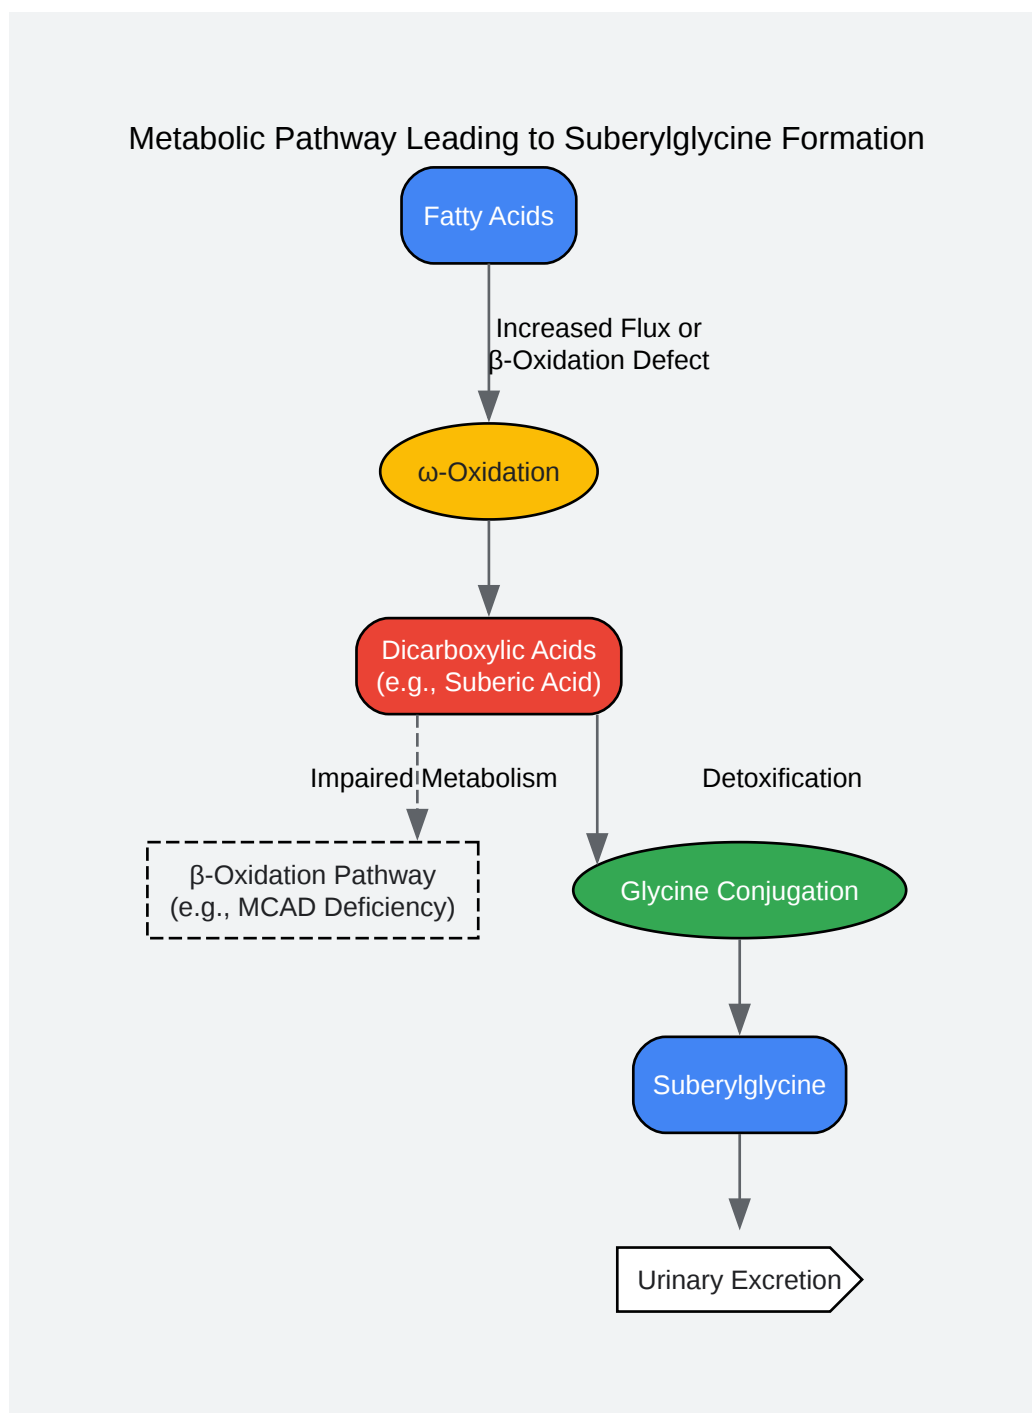 Metabolic Pathway Leading to Suberylglycine Formation
Fatty Acids
Increased Flux or
β-Oxidation Defect
ω-Oxidation
Dicarboxylic Acids
(e.g., Suberic Acid)
Impaired Metabolism
Detoxification
β-Oxidation Pathway
(e.g., MCAD Deficiency)
Glycine Conjugation
Suberylglycine
Urinary Excretion